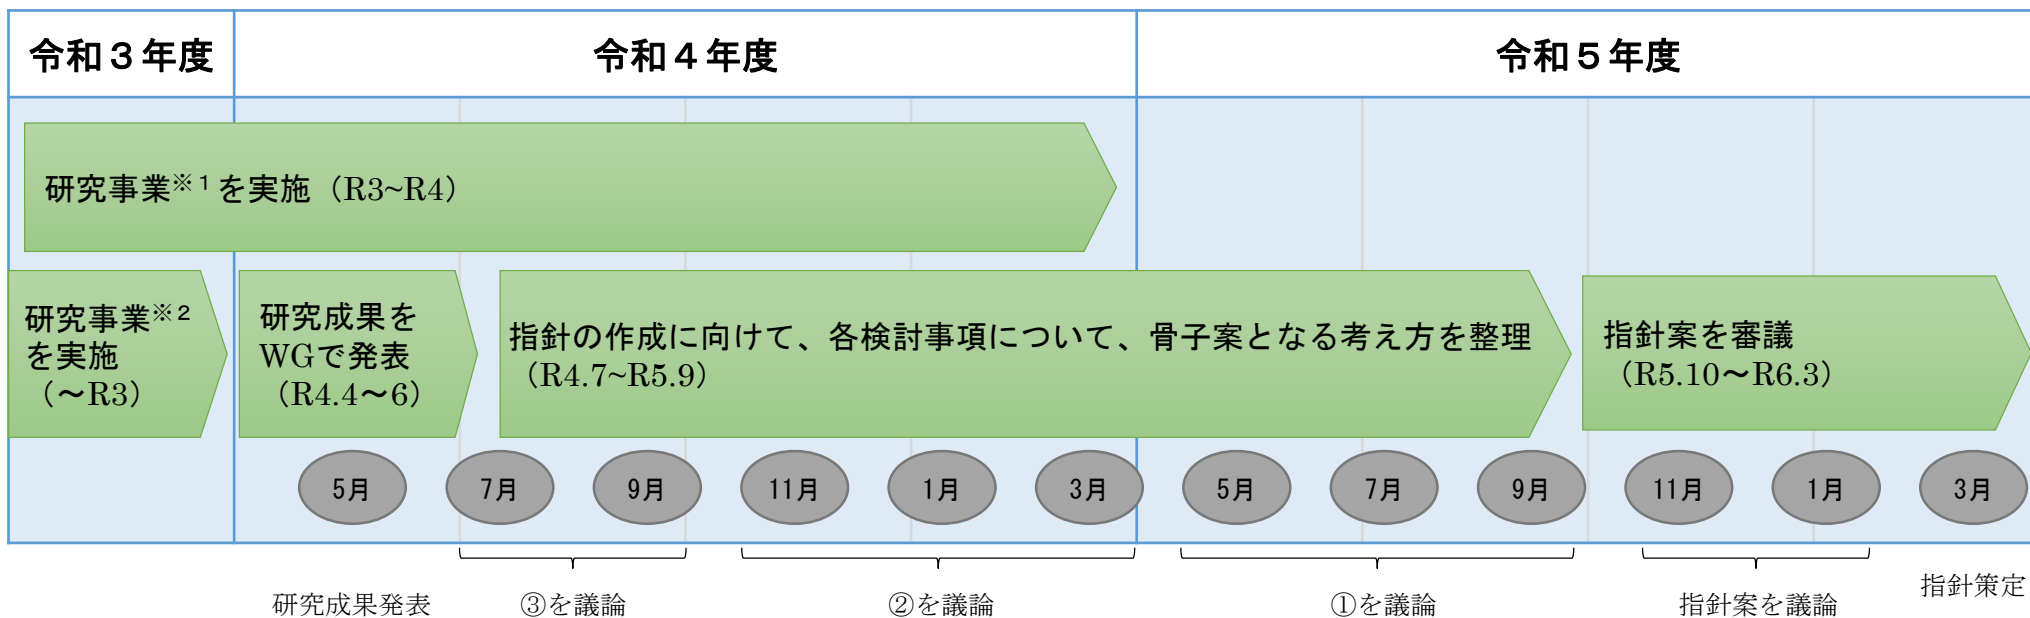 令和３年度
令和４年度
令和５年度
研究事業※１を実施（R3~R4）
研究事業※２
を実施
（～R3）
研究成果を
WGで発表
（R4.4～6）
指針の作成に向けて、各検討事項について、骨子案となる考え方を整理
（R4.7~R5.9）
指針案を審議
（R5.10～R6.3）
5月
7月
9月
11月
1月
3月
5月
7月
9月
11月
1月
3月
研究成果発表
③を議論
②を議論
①を議論
指針案を議論
指針策定